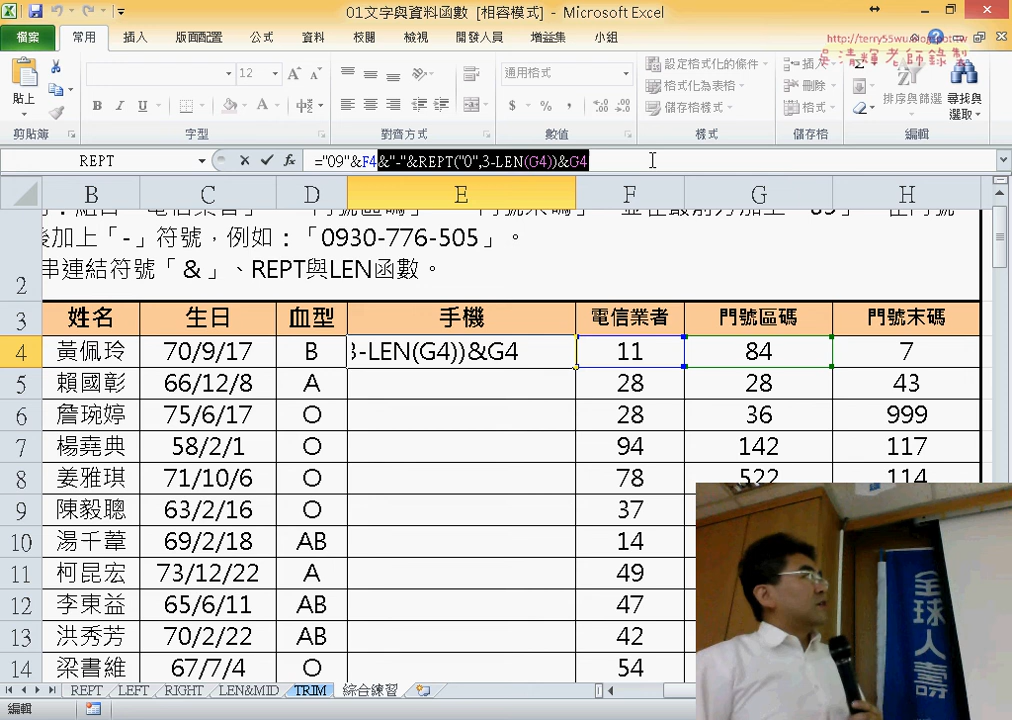 01文字與資料函數 [相容模式] - Microsoft Excel
檔案 常用 插入 版面配置 公式 資料 校閱 檢視 開發人員 增益集 小組
http://terry55wu.blogspot.tw
吳清輝老師錄製
貼上 12 通用格式 設定格式化的條件 插入
B I U 格式化為表格 刪除 排序與篩選 尋找與選取
儲存格樣式 格式
剪貼簿 字型 對齊方式 數值 樣式 儲存格 編輯
REPT ="09"&F4&"-"&REPT("0",3-LEN(G4))&G4
B C D E F G H
後加上「-」符號，例如：「0930-776-505」。
2 串連結符號「&」、REPT與LEN函數。
3 姓名 生日 血型 手機 電信業者 門號區碼 門號末碼
4 黃佩玲 70/9/17 B 3-LEN(G4))&G4 11 84 7
5 賴國彰 66/12/8 A 28 28 43
6 詹琬婷 75/6/17 O 28 36 999
7 楊堯典 58/2/1 O 94 142 117
8 姜雅琪 71/10/6 O 78 522 114
9 陳毅聰 63/2/16 O 37
10 湯千葦 69/2/18 AB 14
11 柯昆宏 73/12/22 A 49
12 李東益 65/6/11 AB 47
13 洪秀芳 70/2/22 AB 42
14 梁書維 67/7/4 O 54
全球人壽
REPT LEFT RIGHT LEN&MID TRIM 綜合練習
編輯